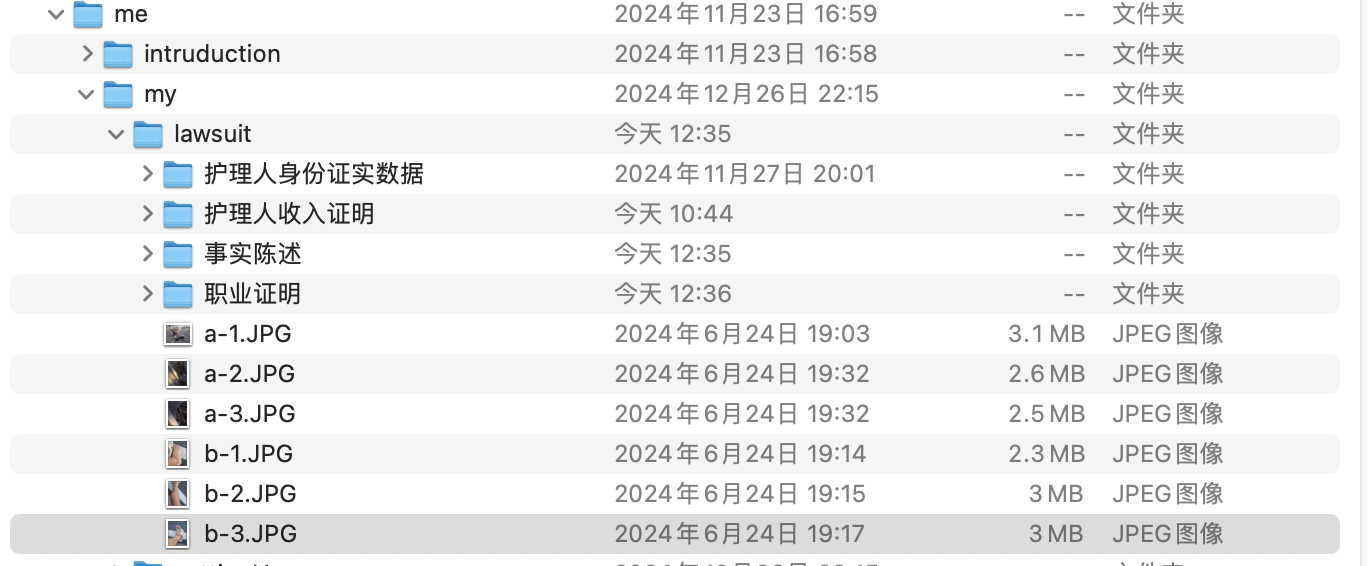 me 2024年11月23日 16:59 -- 文件夹
intruduction 2024年11月23日 16:58 -- 文件夹
my 2024年12月26日 22:15 -- 文件夹
lawsuit 今天 12:35 -- 文件夹
护理人身份证实数据 2024年11月27日 20:01 -- 文件夹
护理人收入证明 今天 10:44 -- 文件夹
事实陈述 今天 12:35 -- 文件夹
职业证明 今天 12:36 -- 文件夹
a-1.JPG 2024年6月24日 19:03 3.1 MB JPEG图像
a-2.JPG 2024年6月24日 19:32 2.6 MB JPEG图像
a-3.JPG 2024年6月24日 19:32 2.5 MB JPEG图像
b-1.JPG 2024年6月24日 19:14 2.3 MB JPEG图像
b-2.JPG 2024年6月24日 19:15 3 MB JPEG图像
b-3.JPG 2024年6月24日 19:17 3 MB JPEG图像